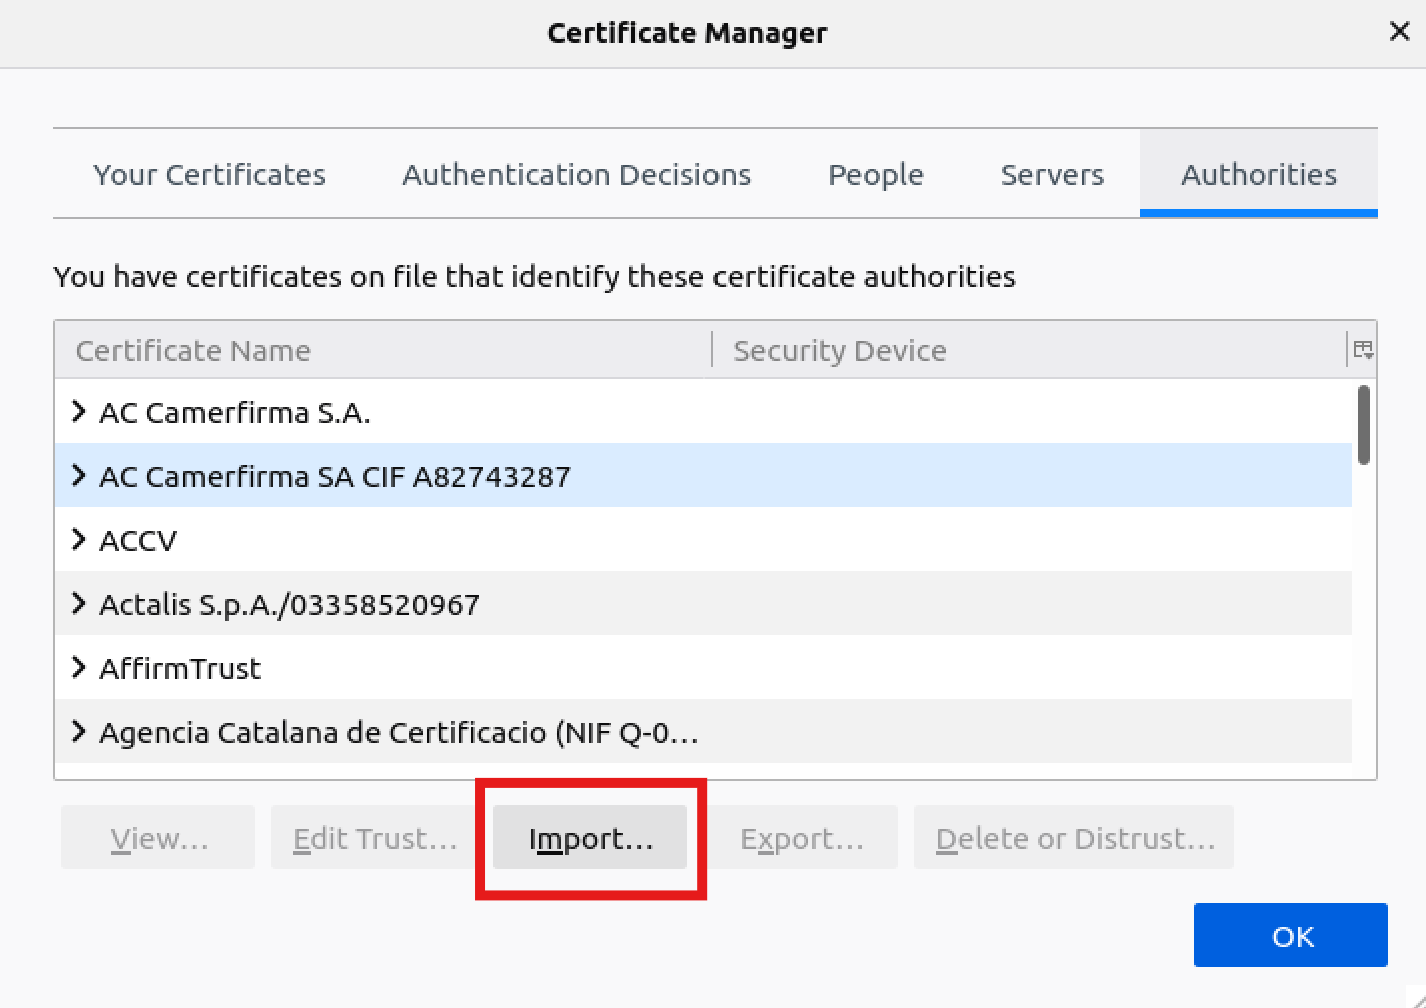 Certificate Manager
Your Certificates Authentication Decisions People Servers Authorities
You have certificates on file that identify these certificate authorities
Certificate Name Security Device
AC Camerfirma S.A.
AC Camerfirma SA CIF A82743287
ACCV
Actalis S.p.A./03358520967
AffirmTrust
Agencia Catalana de Certificacio (NIF Q-0…
View… Edit Trust… Import… Export… Delete or Distrust…
OK